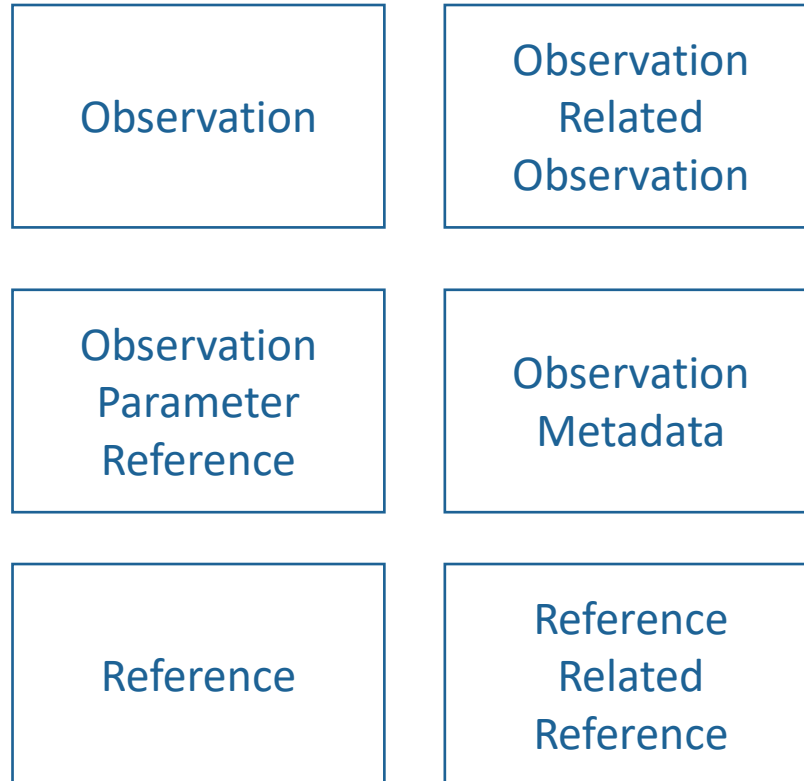 Observation
Observation
Related
Observation
Observation
Parameter
Reference
Observation
Metadata
Reference
Reference
Related
Reference